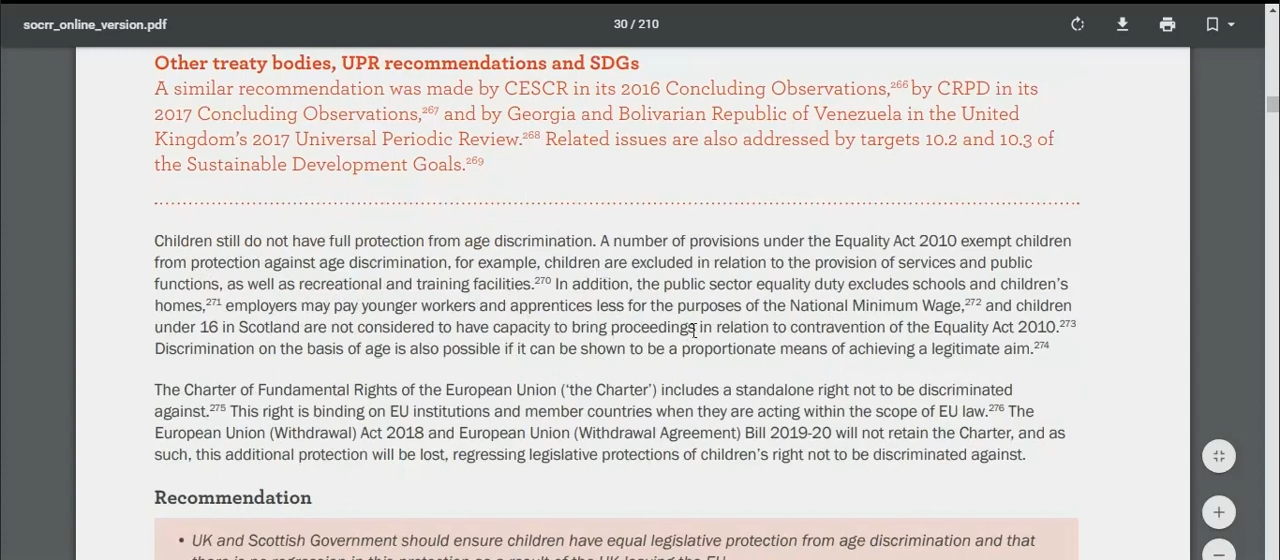 socrr_online_version.pdf
30 / 210
Other treaty bodies, UPR recommendations and SDGs
A similar recommendation was made by CESCR in its 2016 Concluding Observations,266 by CRPD in its
2017 Concluding Observations,267 and by Georgia and Bolivarian Republic of Venezuela in the United
Kingdom's 2017 Universal Periodic Review.268 Related issues are also addressed by targets 10.2 and 10.3 of
the Sustainable Development Goals.269
Children still do not have full protection from age discrimination. A number of provisions under the Equality Act 2010 exempt children
from protection against age discrimination, for example, children are excluded in relation to the provision of services and public
functions, as well as recreational and training facilities.270 In addition, the public sector equality duty excludes schools and children's
homes,271 employers may pay younger workers and apprentices less for the purposes of the National Minimum Wage,272 and children
under 16 in Scotland are not considered to have capacity to bring proceedings in relation to contravention of the Equality Act 2010.273
Discrimination on the basis of age is also possible if it can be shown to be a proportionate means of achieving a legitimate aim.274
The Charter of Fundamental Rights of the European Union ('the Charter') includes a standalone right not to be discriminated
against.275 This right is binding on EU institutions and member countries when they are acting within the scope of EU law.276 The
European Union (Withdrawal) Act 2018 and European Union (Withdrawal Agreement) Bill 2019-20 will not retain the Charter, and as
such, this additional protection will be lost, regressing legislative protections of children's right not to be discriminated against.
Recommendation
• UK and Scottish Government should ensure children have equal legislative protection from age discrimination and that
there is no regression in this protection as a result of the UK leaving the EU.